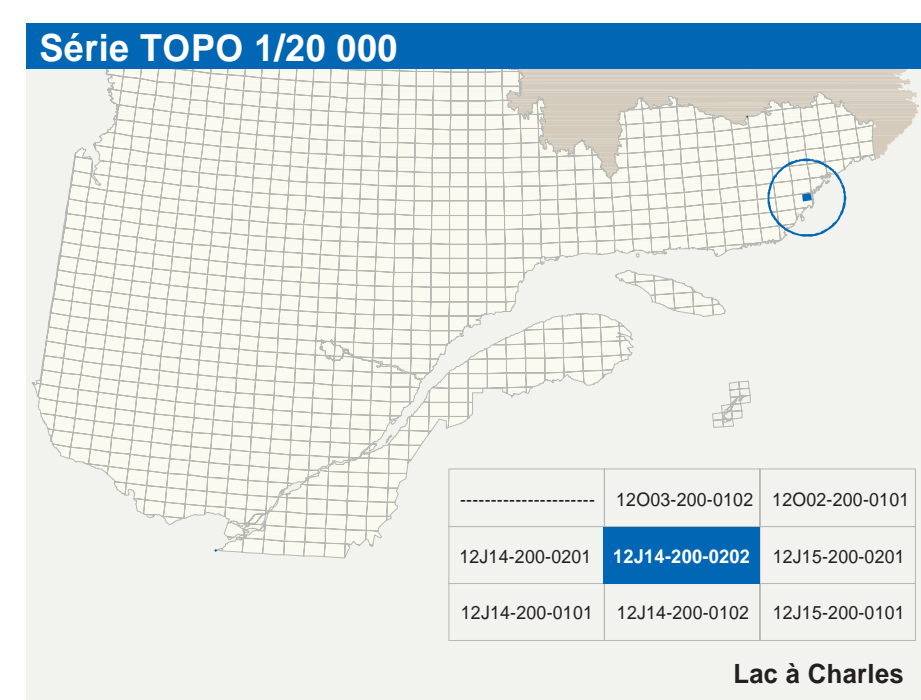 Série TOPO 1/20 000
---------------------- 12O03-200-0102 12O02-200-0101
12J14-200-0201 12J14-200-0202 12J15-200-0201
12J14-200-0101 12J14-200-0102 12J15-200-0101
Lac à Charles